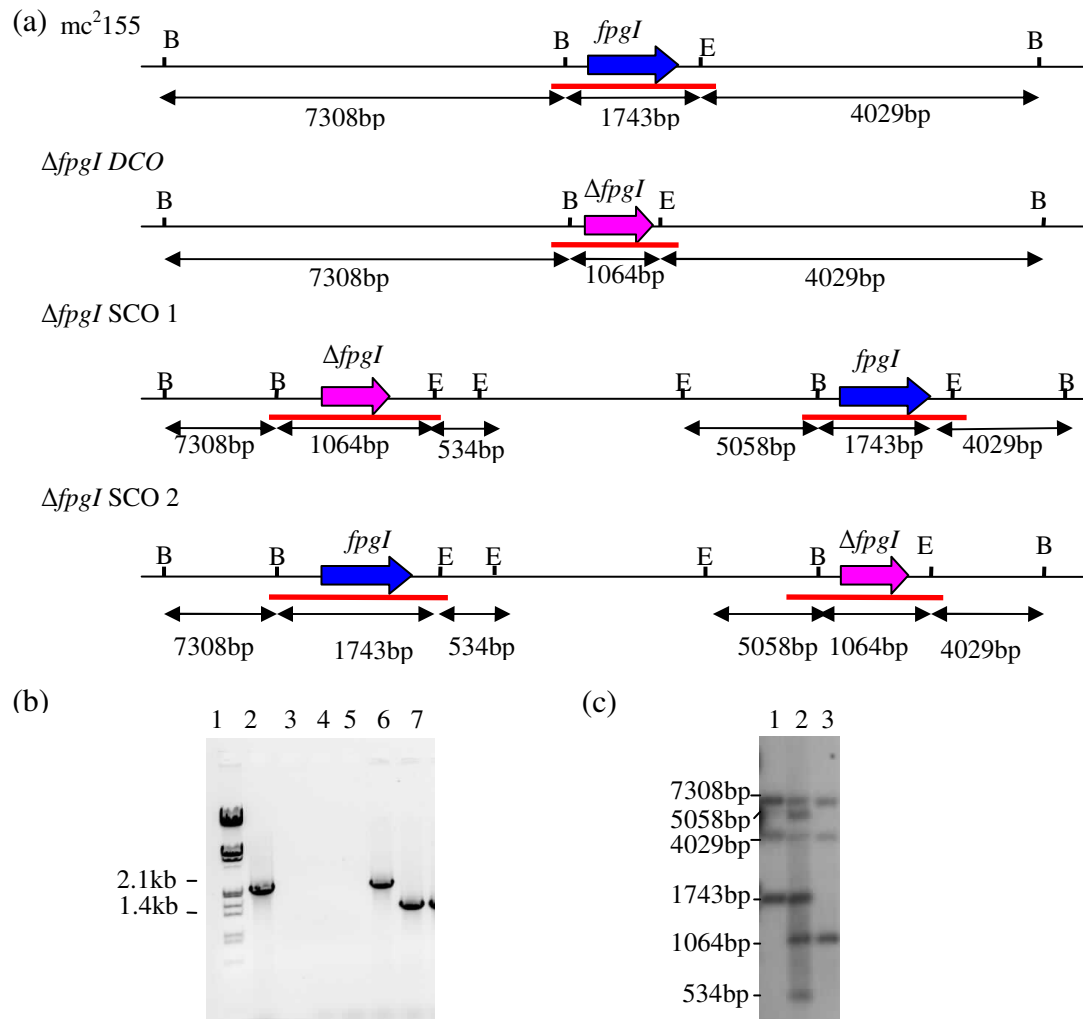 (a) mc²155
B B fpgI E B
7308bp 1743bp 4029bp
ΔfpgI DCO
B B ΔfpgI E B
7308bp 1064bp 4029bp
ΔfpgI SCO 1
B B ΔfpgI E E E B fpgI E B
7308bp 1064bp 534bp 5058bp 1743bp 4029bp
ΔfpgI SCO 2
B B fpgI E E E B ΔfpgI E B
7308bp 1743bp 534bp 5058bp 1064bp 4029bp
(b)
1 2 3 4 5 6 7
2.1kb
1.4kb
(c)
1 2 3
7308bp
5058bp
4029bp
1743bp
1064bp
534bp